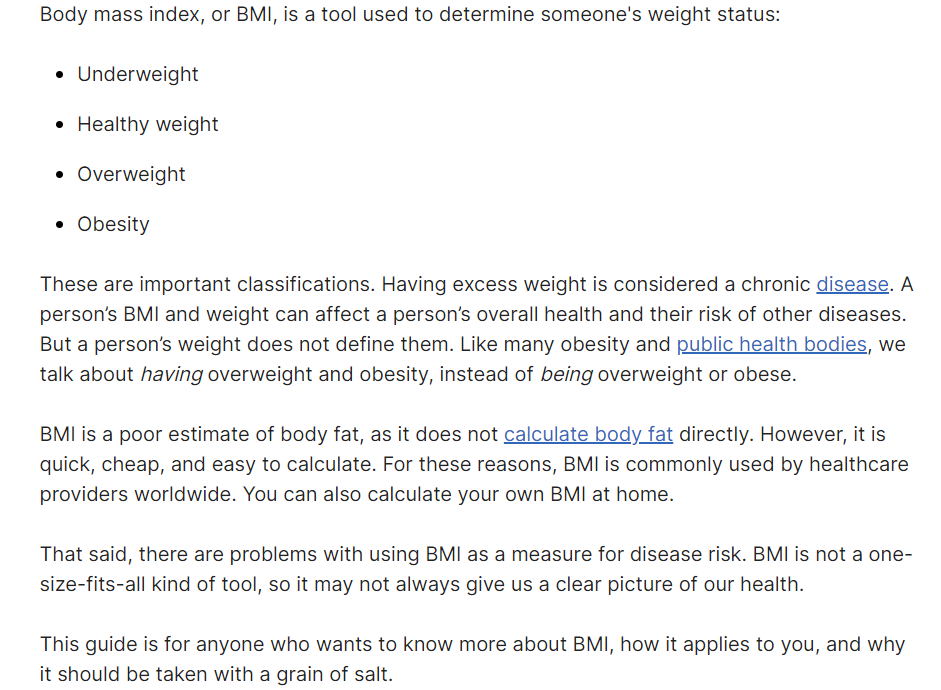 Body mass index, or BMI, is a tool used to determine someone's weight status:
• Underweight
• Healthy weight
• Overweight
• Obesity
These are important classifications. Having excess weight is considered a chronic disease. A
person’s BMI and weight can affect a person’s overall health and their risk of other diseases.
But a person’s weight does not define them. Like many obesity and public health bodies, we
talk about having overweight and obesity, instead of being overweight or obese.
BMI is a poor estimate of body fat, as it does not calculate body fat directly. However, it is
quick, cheap, and easy to calculate. For these reasons, BMI is commonly used by healthcare
providers worldwide. You can also calculate your own BMI at home.
That said, there are problems with using BMI as a measure for disease risk. BMI is not a one-
size-fits-all kind of tool, so it may not always give us a clear picture of our health.
This guide is for anyone who wants to know more about BMI, how it applies to you, and why
it should be taken with a grain of salt.